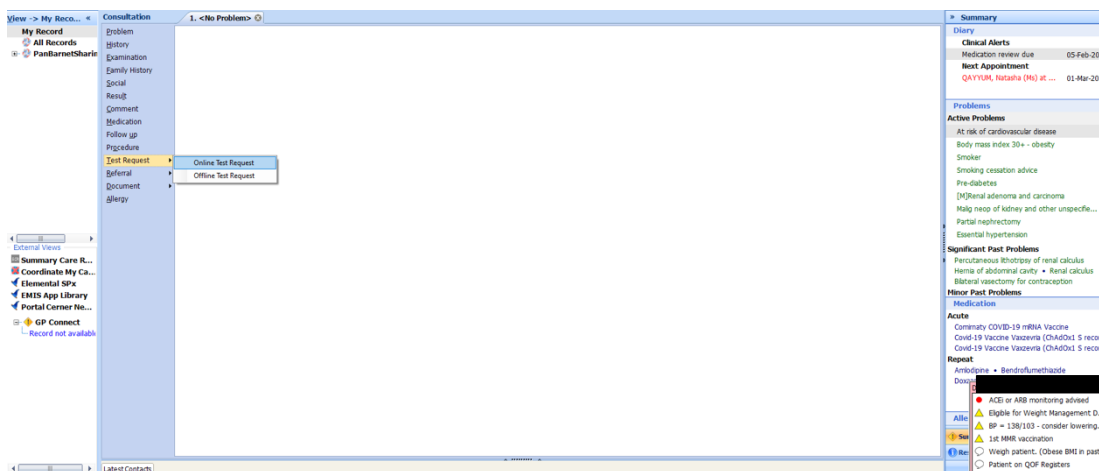 View -> My Reco... «
My Record
All Records
PanBarnetSharin
External Views
Summary Care R...
Coordinate My Ca...
Elemental SPx
EMIS App Library
Portal Cerner Ne...
GP Connect
Record not available
Consultation
Problem
History
Examination
Family History
Social
Result
Comment
Medication
Follow up
Procedure
Test Request
Referral
Document
Allergy
1. <No Problem>
Online Test Request
Offline Test Request
Latest Contacts
» Summary
Diary
Clinical Alerts
Medication review due 05-Feb-20
Next Appointment
QAYYUM, Natasha (Ms) at ... 01-Mar-20
Problems
Active Problems
At risk of cardiovascular disease
Body mass index 30+ - obesity
Smoker
Smoking cessation advice
Pre-diabetes
[M]Renal adenoma and carcinoma
Malig neop of kidney and other unspecifie...
Partial nephrectomy
Essential hypertension
Significant Past Problems
Percutaneous lithotripsy of renal calculus
Hernia of abdominal cavity • Renal calculus
Bilateral vasectomy for contraception
Minor Past Problems
Medication
Acute
Comirnaty COVID-19 mRNA Vaccine
Covid-19 Vaccine Vaxzevria (ChAdOx1 S reco
Covid-19 Vaccine Vaxzevria (ChAdOx1 S reco
Repeat
Amlodipine • Bendroflumethiazide
ACEi or ARB monitoring advised
Alle
Eligible for Weight Management D.
BP = 138/103 - consider lowering.
Su
1st MMR vaccination
Re
Weigh patient. (Obese BMI in past
Patient on QOF Registers